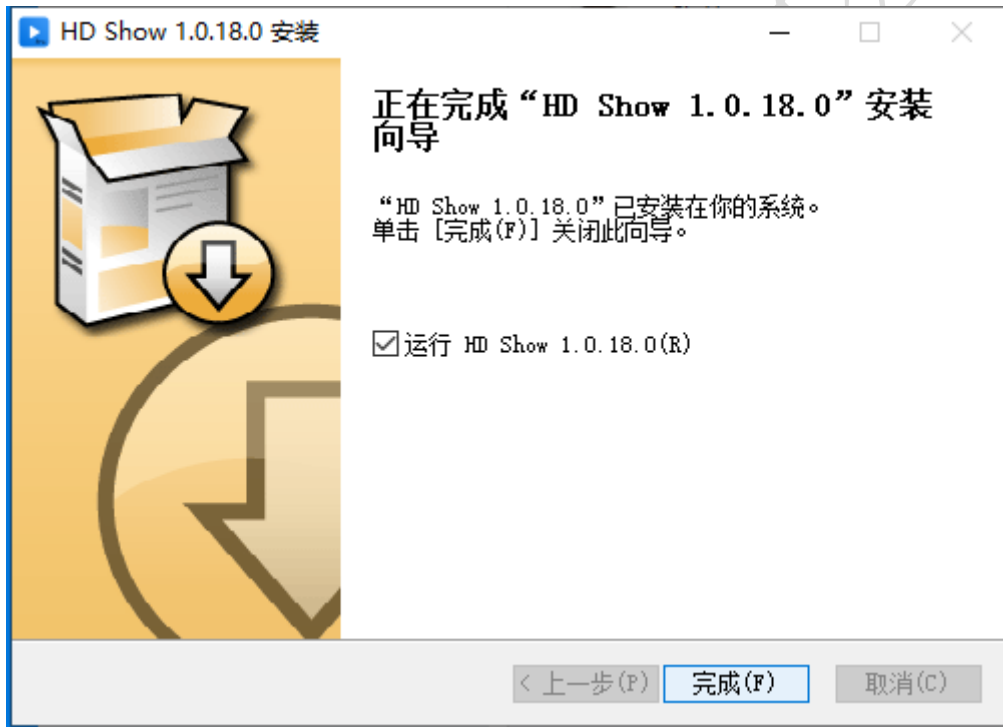 HD Show 1.0.18.0 安装
正在完成“HD Show 1.0.18.0”安装
向导
“HD Show 1.0.18.0”已安装在你的系统。
单击 [完成(F)] 关闭此向导。
运行 HD Show 1.0.18.0(R)
< 上一步(P) 完成(F) 取消(C)